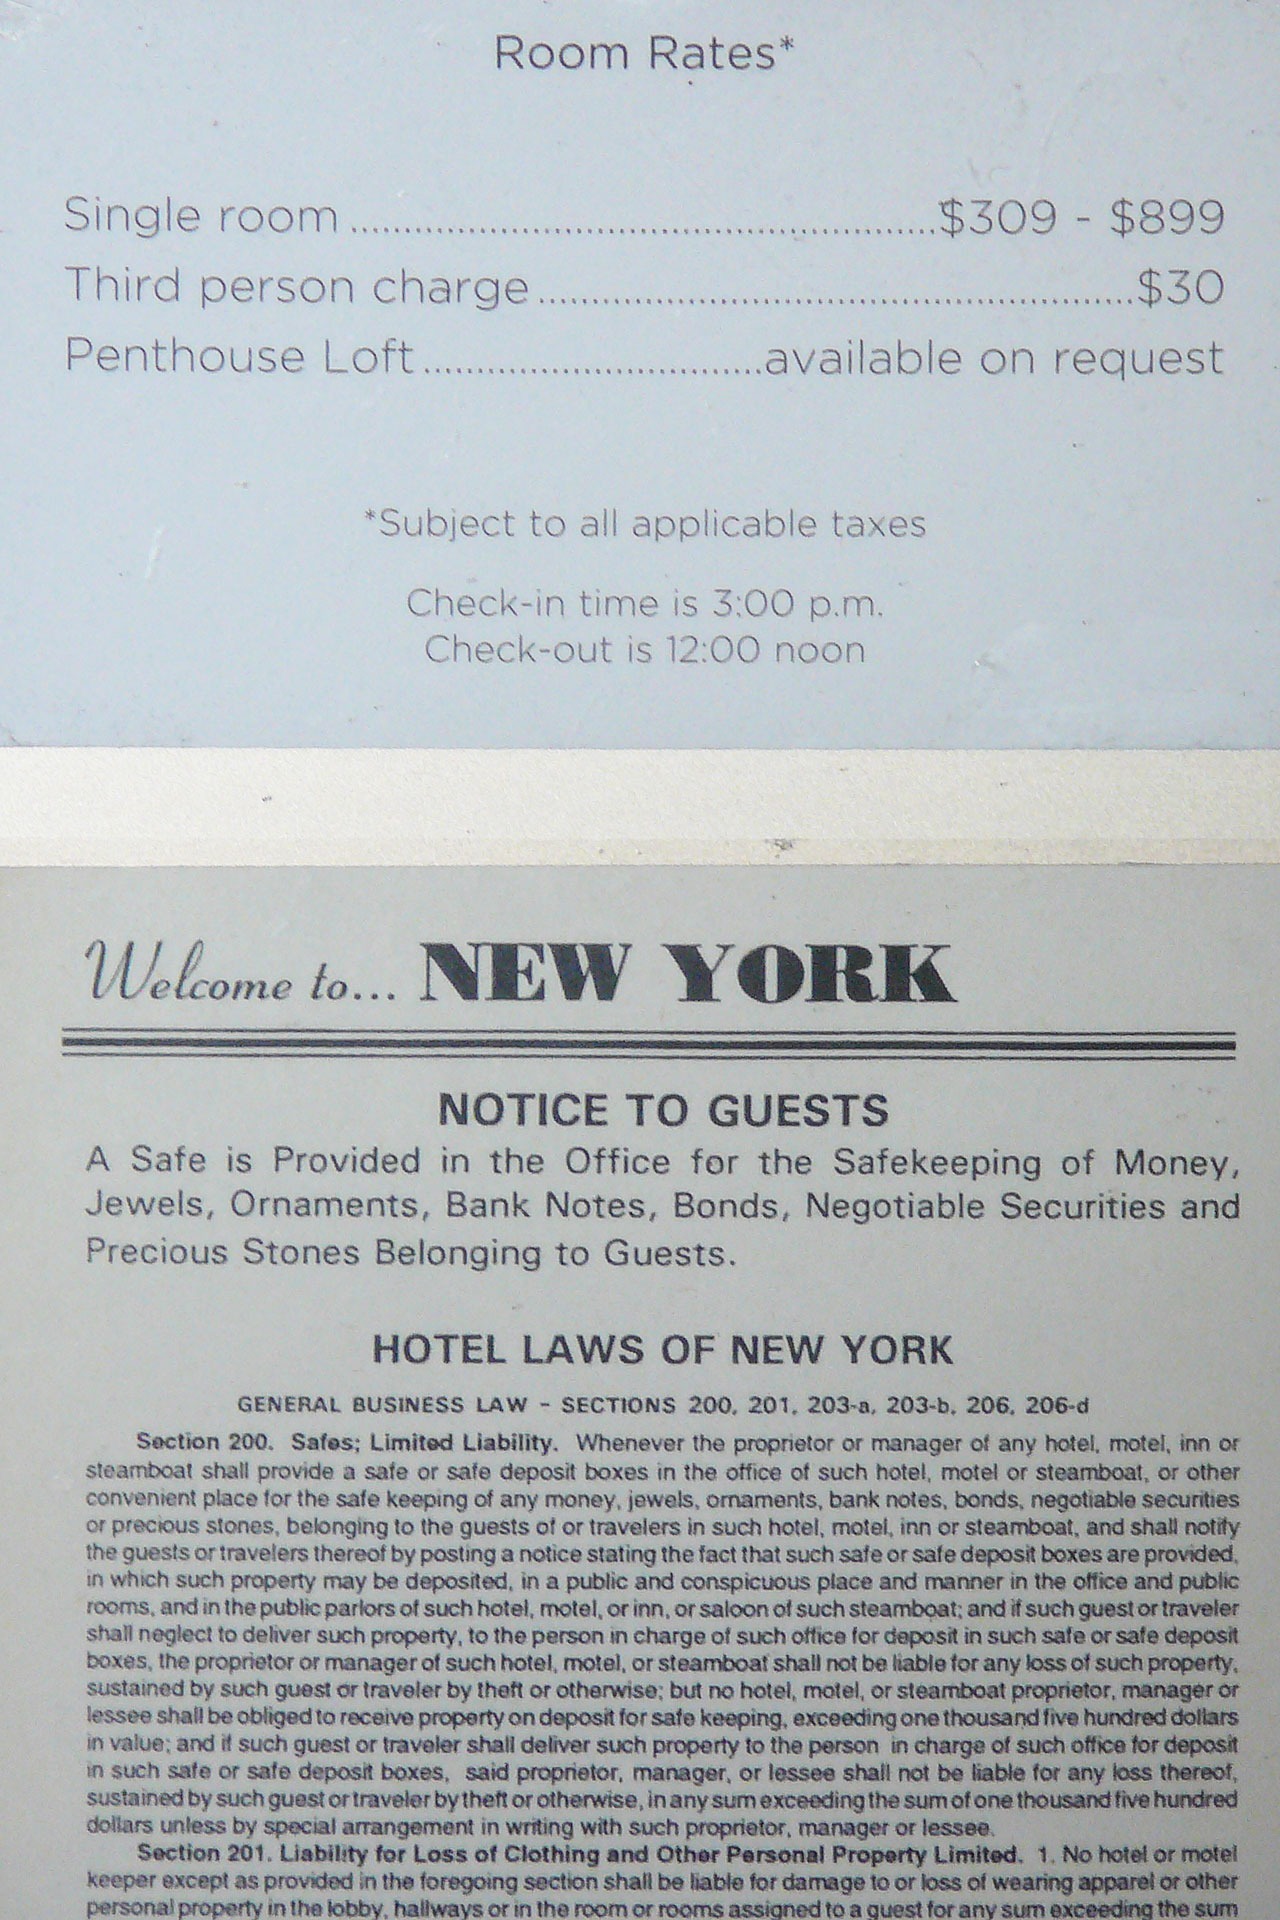 Room Rates*
Single room ........................................................$309 - $899
Third person charge.........................................................$30
Penthouse Loft................................available on request
*Subject to all applicable taxes
Check-in time is 3:00 p.m.
Check-out is 12:00 noon
Welcome to... NEW YORK
NOTICE TO GUESTS
A Safe is Provided in the Office for the Safekeeping of Money,
Jewels, Ornaments, Bank Notes, Bonds, Negotiable Securities and
Precious Stones Belonging to Guests.
HOTEL LAWS OF NEW YORK
GENERAL BUSINESS LAW - SECTIONS 200, 201, 203-a, 203-b, 206, 206-d
Section 200. Safes; Limited Liability. Whenever the proprietor or manager of any hotel, motel, inn or
steamboat shall provide a safe or safe deposit boxes in the office of such hotel, motel or steamboat, or other
convenient place for the safe keeping of any money, jewels, ornaments, bank notes, bonds, negotiable securities
or precious stones, belonging to the guests of or travelers in such hotel, motel, inn or steamboat, and shall notify
the guests or travelers thereof by posting a notice stating the fact that such safe or safe deposit boxes are provided,
in which such property may be deposited, in a public and conspicuous place and manner in the office and public
rooms, and in the public parlors of such hotel, motel, or inn, or saloon of such steamboat; and if such guest or traveler
shall neglect to deliver such property, to the person in charge of such office for deposit in such safe or safe deposit
boxes, the proprietor or manager of such hotel, motel, or steamboat shall not be liable for any loss of such property,
sustained by such guest or traveler by theft or otherwise; but no hotel, motel, or steamboat proprietor, manager or
lessee shall be obliged to receive property on deposit for safe keeping, exceeding one thousand five hundred dollars
in value; and if such guest or traveler shall deliver such property to the person in charge of such office for deposit
in such safe or safe deposit boxes, said proprietor, manager, or lessee shall not be liable for any loss thereof,
sustained by such guest or traveler by theft or otherwise, in any sum exceeding the sum of one thousand five hundred
dollars unless by special arrangement in writing with such proprietor, manager or lessee.
Section 201. Liability for Loss of Clothing and Other Personal Property Limited. 1. No hotel or motel
keeper except as provided in the foregoing section shall be liable for damage to or loss of wearing apparel or other
personal property in the lobby, hallways or in the room or rooms assigned to a guest for any sum exceeding the sum